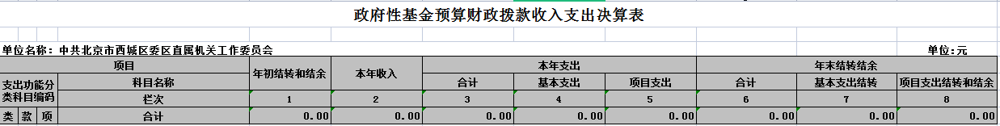 政府性基金预算财政拨款收入支出决算表
单位名称：中共北京市西城区委区直属机关工作委员会 单位:元
项目 年初结转和结余 本年收入 本年支出 年末结转结余
支出功能分类科目编码 科目名称 合计 基本支出 项目支出 合计 基本支出结转 项目支出结转和结余
栏次 1 2 3 4 5 6 7 8
类 款 项 合计 0.00 0.00 0.00 0.00 0.00 0.00 0.00 0.00